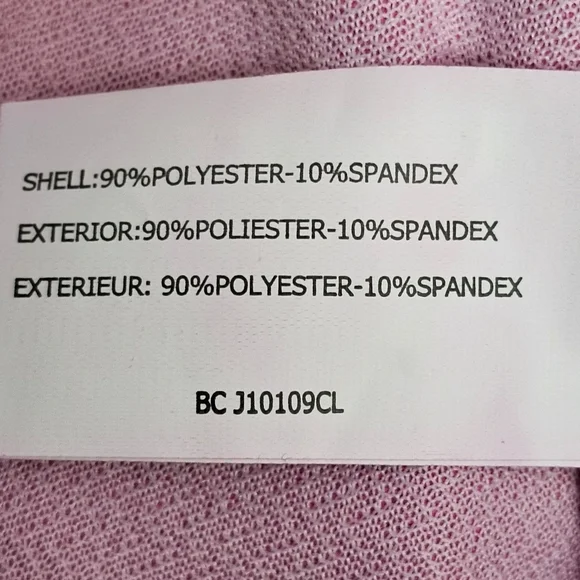 SHELL:90%POLYESTER-10%SPANDEX
EXTERIOR:90%POLIESTER-10%SPANDEX
EXTERIEUR: 90%POLYESTER-10%SPANDEX
BC J10109CL